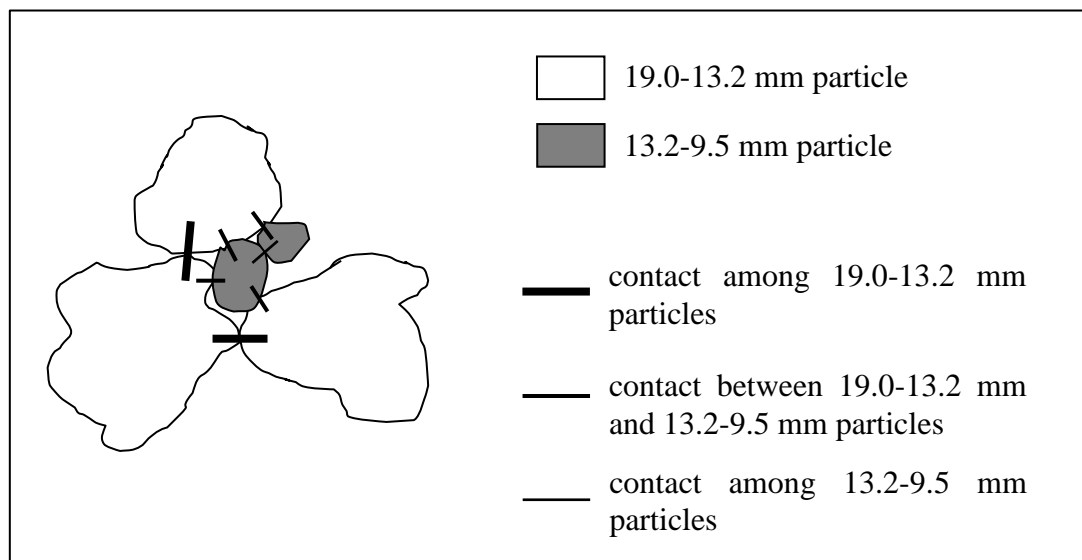 19.0-13.2 mm particle
13.2-9.5 mm particle
contact among 19.0-13.2 mm
particles
contact between 19.0-13.2 mm
and 13.2-9.5 mm particles
contact among 13.2-9.5 mm
particles